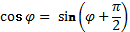 cos φ = sin(φ + π/2)